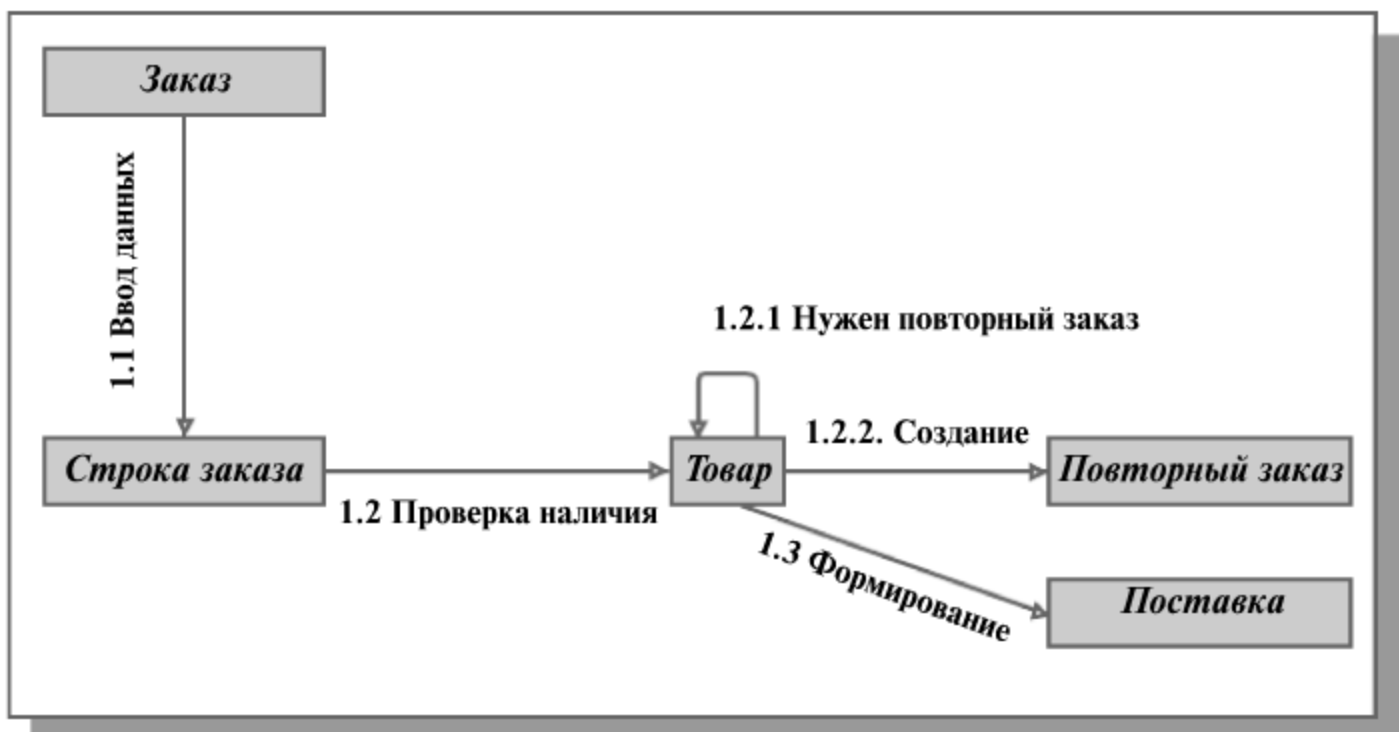 Заказ
1.1 Ввод данных
1.2.1 Нужен повторный заказ
1.2.2. Создание
Строка заказа
Товар
Повторный заказ
1.2 Проверка наличия
1.3 Формирование
Поставка